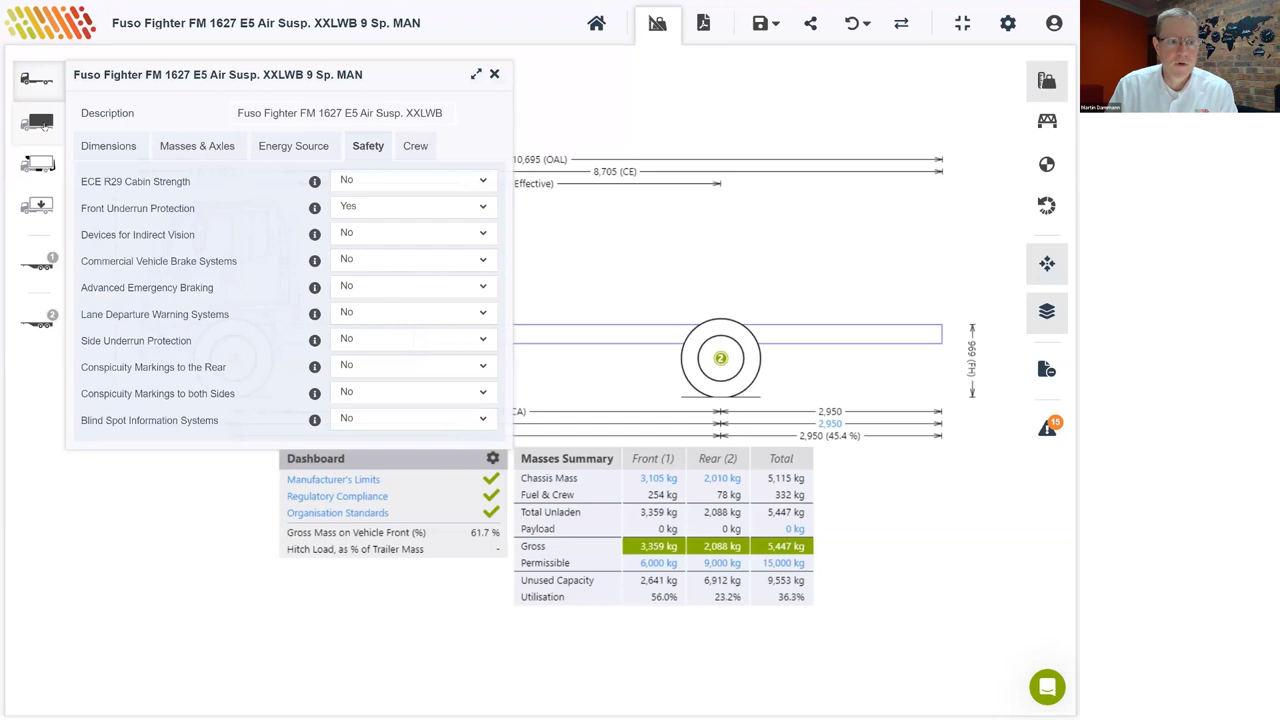 Fuso Fighter FM 1627 E5 Air Susp. XXLWB 9 Sp. MAN
Martin Dammann
Fuso Fighter FM 1627 E5 Air Susp. XXLWB 9 Sp. MAN
Description Fuso Fighter FM 1627 E5 Air Susp. XXLWB
Dimensions Masses & Axles Energy Source Safety Crew
ECE R29 Cabin Strength No
Front Underrun Protection Yes
Devices for Indirect Vision No
Commercial Vehicle Brake Systems No
Advanced Emergency Braking No
Lane Departure Warning Systems No
Side Underrun Protection No
Conspicuity Markings to the Rear No
Conspicuity Markings to both Sides No
Blind Spot Information Systems No
1
2
10,695 (OAL)
8,705 (CE)
Effective)
2
969 (FH)
CA) 2,950
2,950
2,950 (45.4 %)
15
Dashboard
Manufacturer's Limits
Regulatory Compliance
Organisation Standards
Gross Mass on Vehicle Front (%) 61.7 %
Hitch Load, as % of Trailer Mass -
Masses Summary Front (1) Rear (2) Total
Chassis Mass 3,105 kg 2,010 kg 5,115 kg
Fuel & Crew 254 kg 78 kg 332 kg
Total Unladen 3,359 kg 2,088 kg 5,447 kg
Payload 0 kg 0 kg 0 kg
Gross 3,359 kg 2,088 kg 5,447 kg
Permissible 6,000 kg 9,000 kg 15,000 kg
Unused Capacity 2,641 kg 6,912 kg 9,553 kg
Utilisation 56.0% 23.2% 36.3%